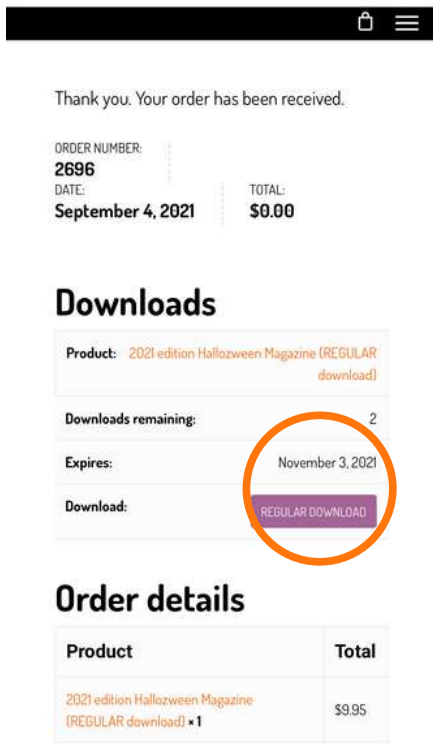 Thank you. Your order has been received.
ORDER NUMBER:
2696
DATE:
September 4, 2021
TOTAL:
$0.00
Downloads
Product: 2021 edition Hallozween Magazine (REGULAR
download)
Downloads remaining: 2
Expires: November 3, 2021
Download: REGULAR DOWNLOAD
Order details
Product Total
2021 edition Hallozween Magazine
(REGULAR download) × 1
$9.95